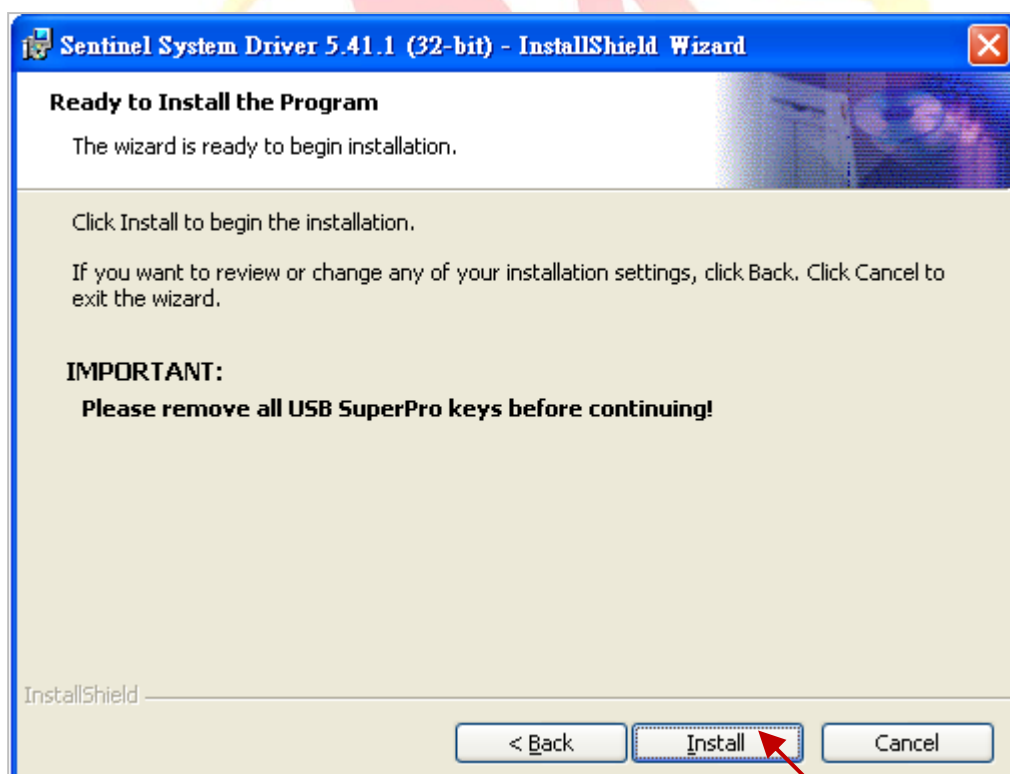 Sentinel System Driver 5.41.1 (32-bit) - InstallShield Wizard
Ready to Install the Program
The wizard is ready to begin installation.
Click Install to begin the installation.
If you want to review or change any of your installation settings, click Back. Click Cancel to
exit the wizard.
IMPORTANT:
Please remove all USB SuperPro keys before continuing!
InstallShield
< Back
Install
Cancel